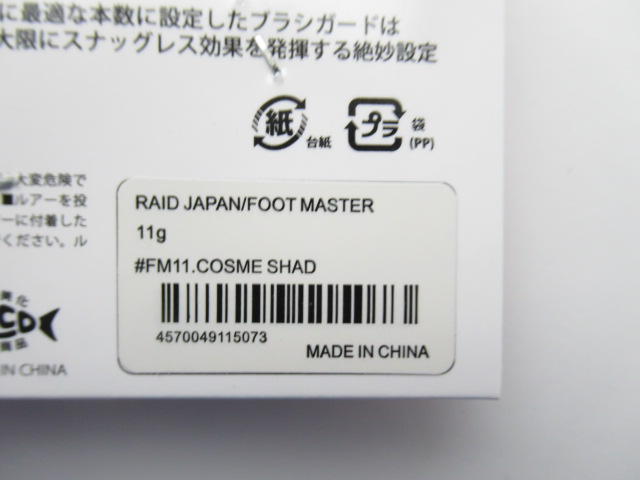 に最適な本数に設定したブラシガードは
大限にスナッグレス効果を発揮する絶妙設定
紙 台紙
プラ 袋
(PP)
大変危険で
■ルアーを投
ーに付着した
ください。ル
RAID JAPAN/FOOT MASTER
11g
#FM11.COSME SHAD
4570049115073
MADE IN CHINA
を
CD
商品
IN CHINA